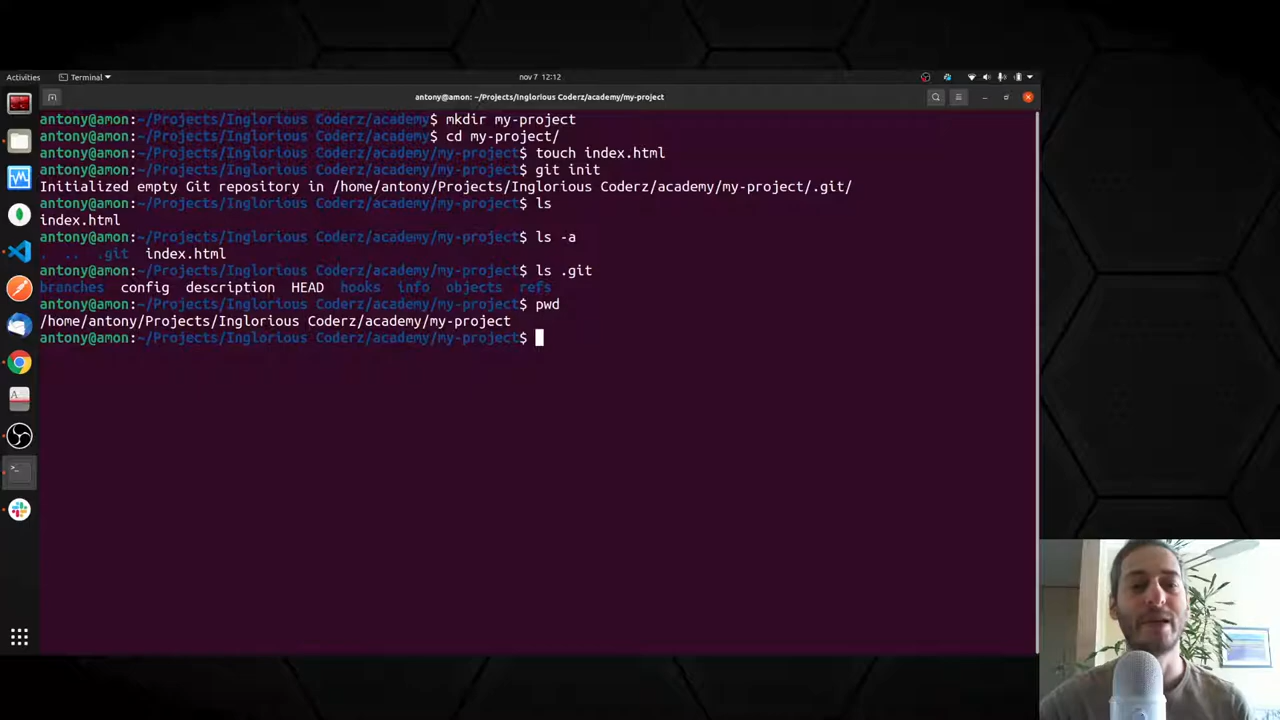 Activities
Terminal
nov 7 12:12
antony@amon: ~/Projects/Inglorious Coderz/academy/my-project
antony@amon:~/Projects/Inglorious Coderz/academy$ mkdir my-project
antony@amon:~/Projects/Inglorious Coderz/academy$ cd my-project/
antony@amon:~/Projects/Inglorious Coderz/academy/my-project$ touch index.html
antony@amon:~/Projects/Inglorious Coderz/academy/my-project$ git init
Initialized empty Git repository in /home/antony/Projects/Inglorious Coderz/academy/my-project/.git/
antony@amon:~/Projects/Inglorious Coderz/academy/my-project$ ls
index.html
antony@amon:~/Projects/Inglorious Coderz/academy/my-project$ ls -a
. .. .git index.html
antony@amon:~/Projects/Inglorious Coderz/academy/my-project$ ls .git
branches config description HEAD hooks info objects refs
antony@amon:~/Projects/Inglorious Coderz/academy/my-project$ pwd
/home/antony/Projects/Inglorious Coderz/academy/my-project
antony@amon:~/Projects/Inglorious Coderz/academy/my-project$